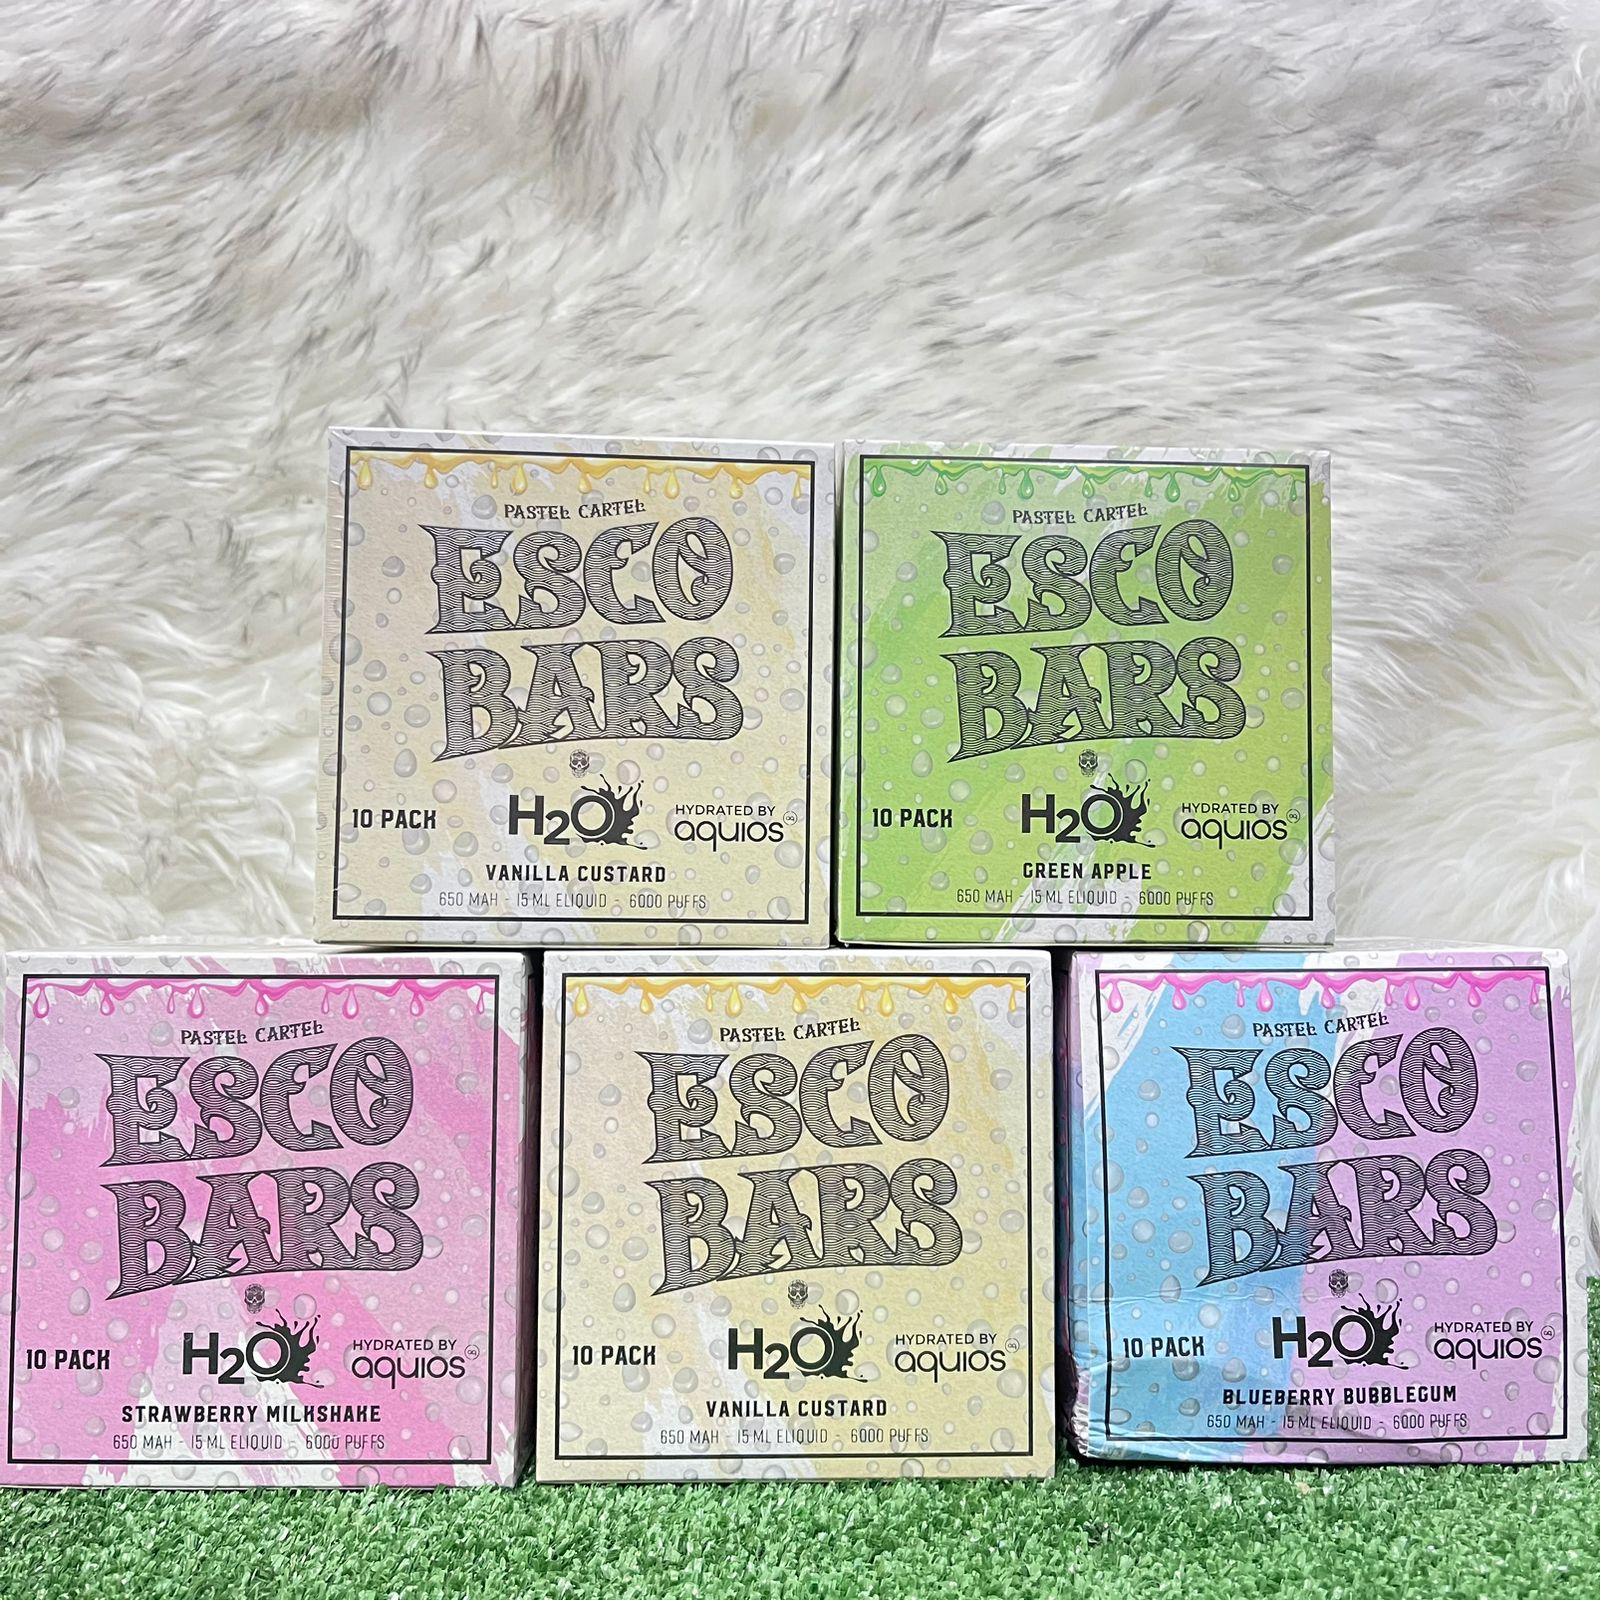 PASTEL CARTEL
ESCO
BARS
10 PACK
H2O
HYDRATED BY
aquios
VANILLA CUSTARD
650 MAH - 15 ML ELIQUID - 6000 PUFFS
PASTEL CARTEL
ESCO
BARS
10 PACK
H2O
HYDRATED BY
aquios
GREEN APPLE
650 MAH - 15 ML ELIQUID - 6000 PUFFS
PASTEL CARTEL
ESCO
BARS
10 PACK
H2O
HYDRATED BY
aquios
STRAWBERRY MILKSHAKE
650 MAH - 15 ML ELIQUID - 6000 PUFFS
PASTEL CARTEL
ESCO
BARS
10 PACK
H2O
HYDRATED BY
aquios
VANILLA CUSTARD
650 MAH - 15 ML ELIQUID - 6000 PUFFS
PASTEL CARTEL
ESCO
BARS
10 PACK
H2O
HYDRATED BY
aquios
BLUEBERRY BUBBLEGUM
650 MAH - 15 ML ELIQUID - 6000 PUFFS